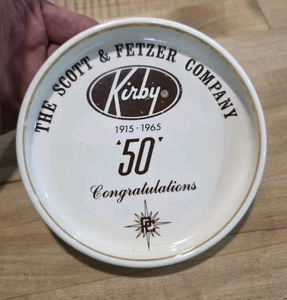 THE SCOTT & FETZER COMPANY
Kirby®
1915-1965
'50'
Congratulations